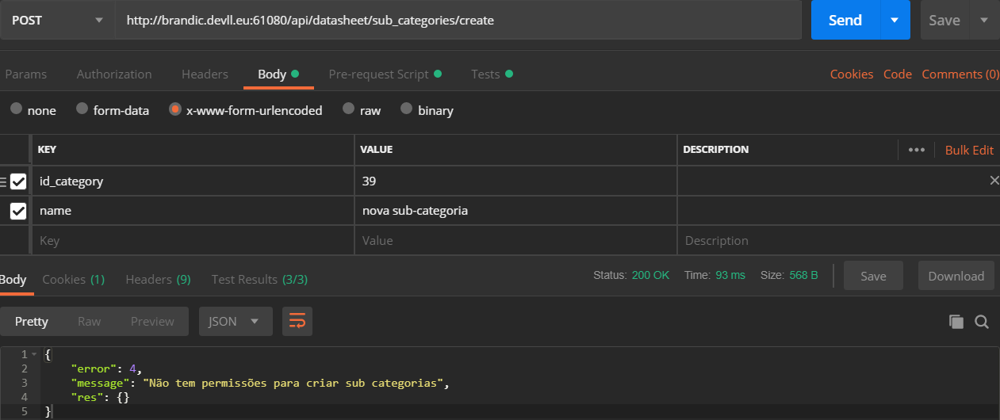 POST http://brandic.devll.eu:61080/api/datasheet/sub_categories/create Send Save
Params Authorization Headers Body Pre-request Script Tests Cookies Code Comments (0)
none form-data x-www-form-urlencoded raw binary
KEY VALUE DESCRIPTION ••• Bulk Edit
id_category 39
name nova sub-categoria
Key Value Description
Body Cookies (1) Headers (9) Test Results (3/3) Status: 200 OK Time: 93 ms Size: 568 B Save Download
Pretty Raw Preview JSON
1 {
2 "error": 4,
3 "message": "Não tem permissões para criar sub categorias",
4 "res": {}
5 }